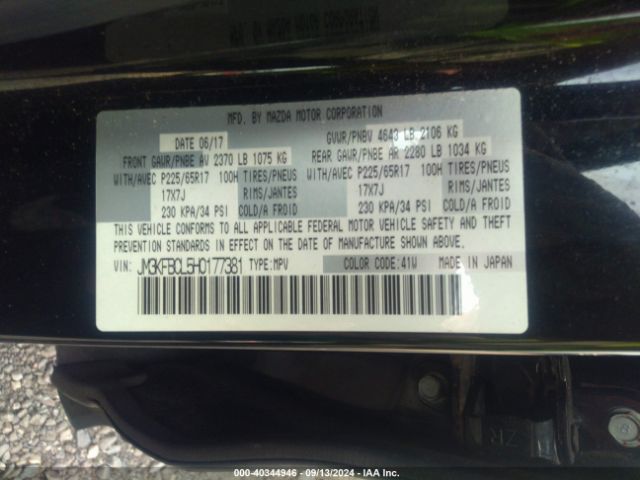 MFD. BY MAZDA MOTOR CORPORATION
DATE 06/17 GVWR/PNBV 4643 LB 2106 KG
FRONT GAWR/PNBE AV 2370 LB 1075 KG REAR GAWR/PNBE AR 2280 LB 1034 KG
WITH/AVEC P225/65R17 100H TIRES/PNEUS WITH/AVEC P225/65R17 100H TIRES/PNEUS
17X7J RIMS/JANTES 17X7J RIMS/JANTES
230 KPA/34 PSI COLD/A FROID 230 KPA/34 PSI COLD/A FROID
THIS VEHICLE CONFORMS TO ALL APPLICABLE FEDERAL MOTOR VEHICLE SAFETY AND THEFT
PREVENTION STANDARDS IN EFFECT ON THE DATE OF MANUFACTURE SHOWN ABOVE.
VIN: JM3KFBCL5H0177381 TYPE:MPV COLOR CODE:41W MADE IN JAPAN
000-40344946 - 09/13/2024 - IAA Inc.